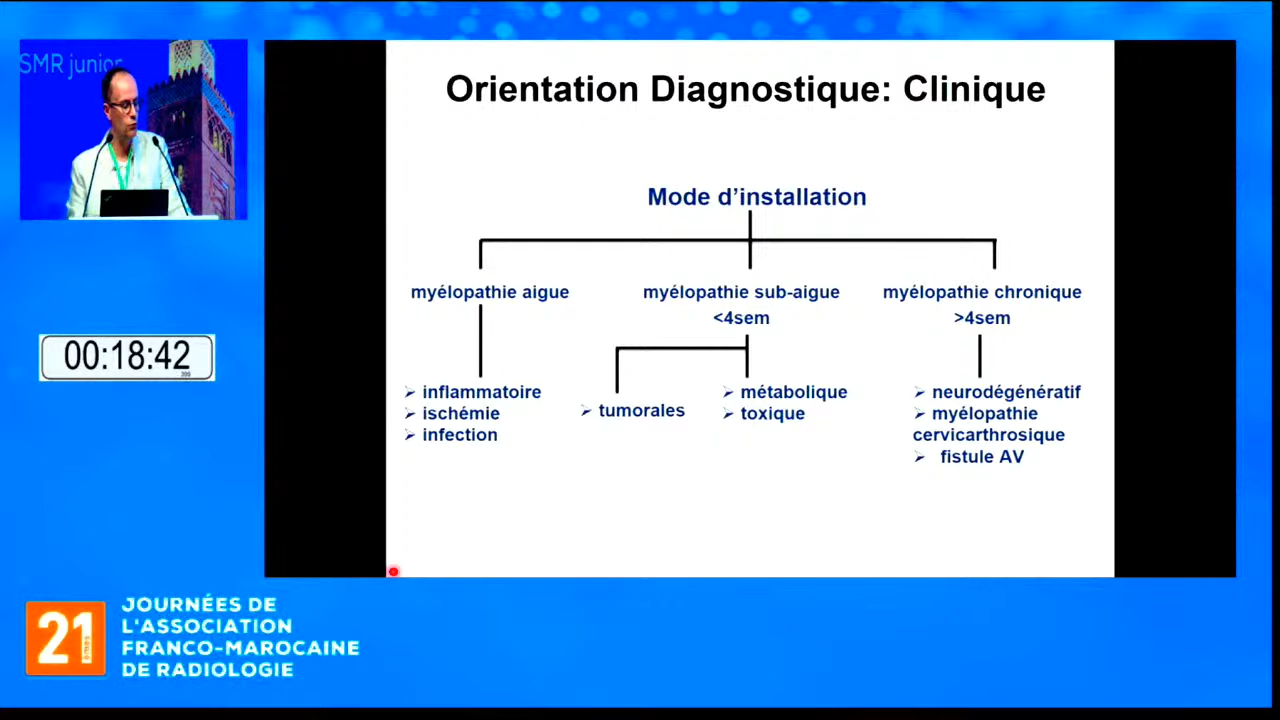 SMR junior
Orientation Diagnostique: Clinique
Mode d'installation
myélopathie aigue
myélopathie sub-aigue
<4sem
myélopathie chronique
>4sem
➢ inflammatoire
➢ ischémie
➢ infection
➢ tumorales
➢ métabolique
➢ toxique
➢ neurodégénératif
➢ myélopathie
cervicarthrosique
➢ fistule AV
00:18:42
21
èmes
JOURNÉES DE
L'ASSOCIATION
FRANCO-MAROCAINE
DE RADIOLOGIE